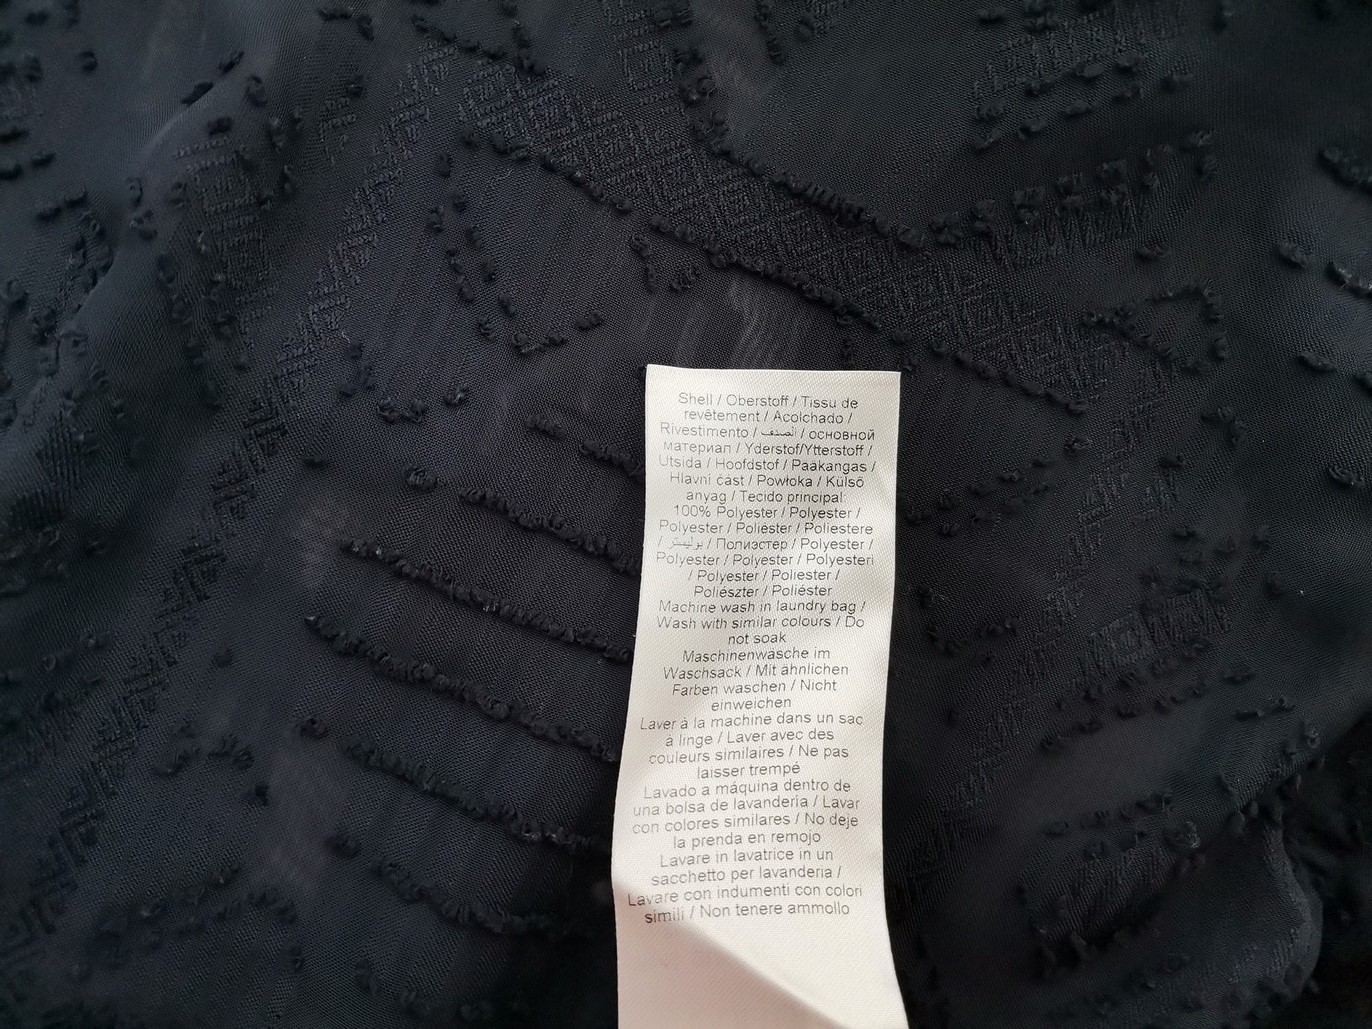 Shell / Oberstoff / Tissu de
revêtement / Acolchado /
Rivestimento / الصدف / основной
материал / Yderstof/Ytterstoff /
Utsida / Hoofdstof / Paakangas /
Hlavní část / Powłoka / Külső
anyag / Tecido principal:
100% Polyester / Polyester /
Polyester / Poliéster / Poliestere
/ بوليستر / Полиэстер / Polyester /
Polyester / Polyester / Polyesteri
/ Polyester / Poliester /
Poliészter / Poliéster
Machine wash in laundry bag /
Wash with similar colours / Do
not soak
Maschinenwäsche im
Waschsack / Mit ähnlichen
Farben waschen / Nicht
einweichen
Laver à la machine dans un sac
à linge / Laver avec des
couleurs similaires / Ne pas
laisser trempé
Lavado a máquina dentro de
una bolsa de lavandería / Lavar
con colores similares / No deje
la prenda en remojo
Lavare in lavatrice in un
sacchetto per lavanderia /
Lavare con indumenti con colori
simili / Non tenere ammollo